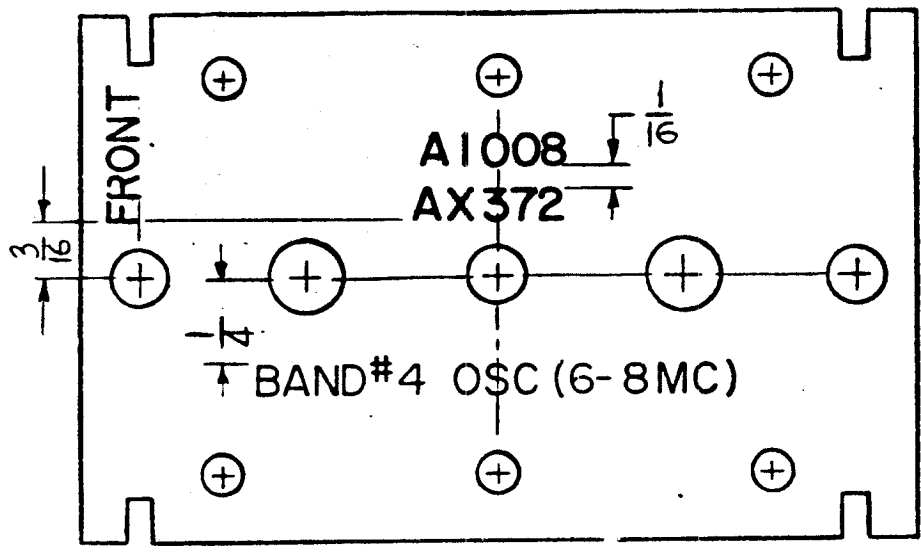 FRONT
1/16
A1008
AX372
3/16
1/4
BAND#4 OSC (6-8MC)